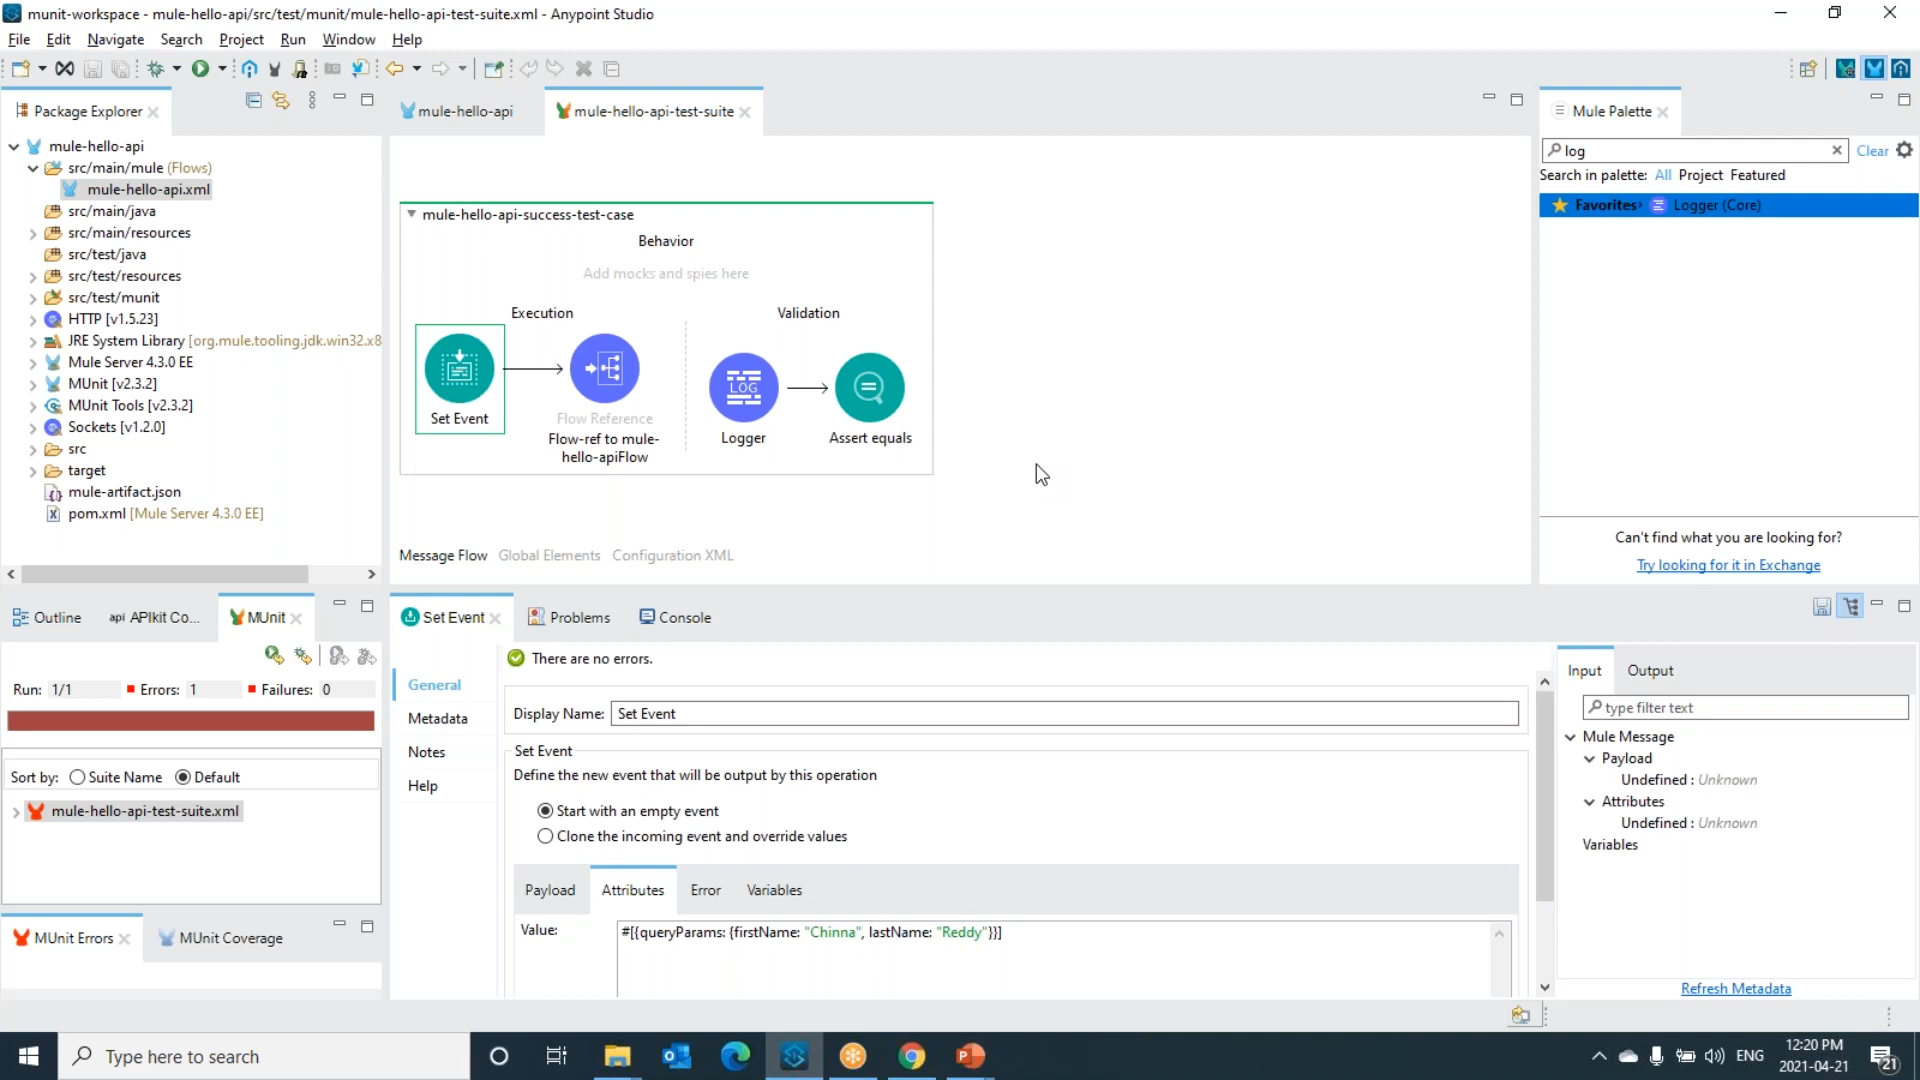 munit-workspace - mule-hello-api/src/test/munit/mule-hello-api-test-suite.xml - Anypoint Studio
File Edit Navigate Search Project Run Window Help
Package Explorer
mule-hello-api
src/main/mule (Flows)
mule-hello-api.xml
src/main/java
src/main/resources
src/test/java
src/test/resources
src/test/munit
HTTP [v1.5.23]
JRE System Library [org.mule.tooling.jdk.win32.x8
Mule Server 4.3.0 EE
MUnit [v2.3.2]
MUnit Tools [v2.3.2]
Sockets [v1.2.0]
src
target
mule-artifact.json
pom.xml [Mule Server 4.3.0 EE]
mule-hello-api
mule-hello-api-test-suite
mule-hello-api-success-test-case
Behavior
Add mocks and spies here
Execution
Validation
Set Event
Flow Reference
Flow-ref to mule-
hello-apiFlow
LOG
Logger
Assert equals
Message Flow Global Elements Configuration XML
Mule Palette
log
Clear
Search in palette: All Project Featured
Favorites Logger (Core)
Can't find what you are looking for?
Try looking for it in Exchange
Outline
api APIkit Co...
MUnit
Run: 1/1 Errors: 1 Failures: 0
Sort by: Suite Name Default
mule-hello-api-test-suite.xml
MUnit Errors
MUnit Coverage
Set Event
Problems
Console
There are no errors.
General
Metadata
Notes
Help
Display Name: Set Event
Set Event
Define the new event that will be output by this operation
Start with an empty event
Clone the incoming event and override values
Payload Attributes Error Variables
Value: #[{queryParams: {firstName: "Chinna", lastName: "Reddy"}}]
Input Output
type filter text
Mule Message
Payload
Undefined : Unknown
Attributes
Undefined : Unknown
Variables
Refresh Metadata
Type here to search
ENG
12:20 PM
2021-04-21
21